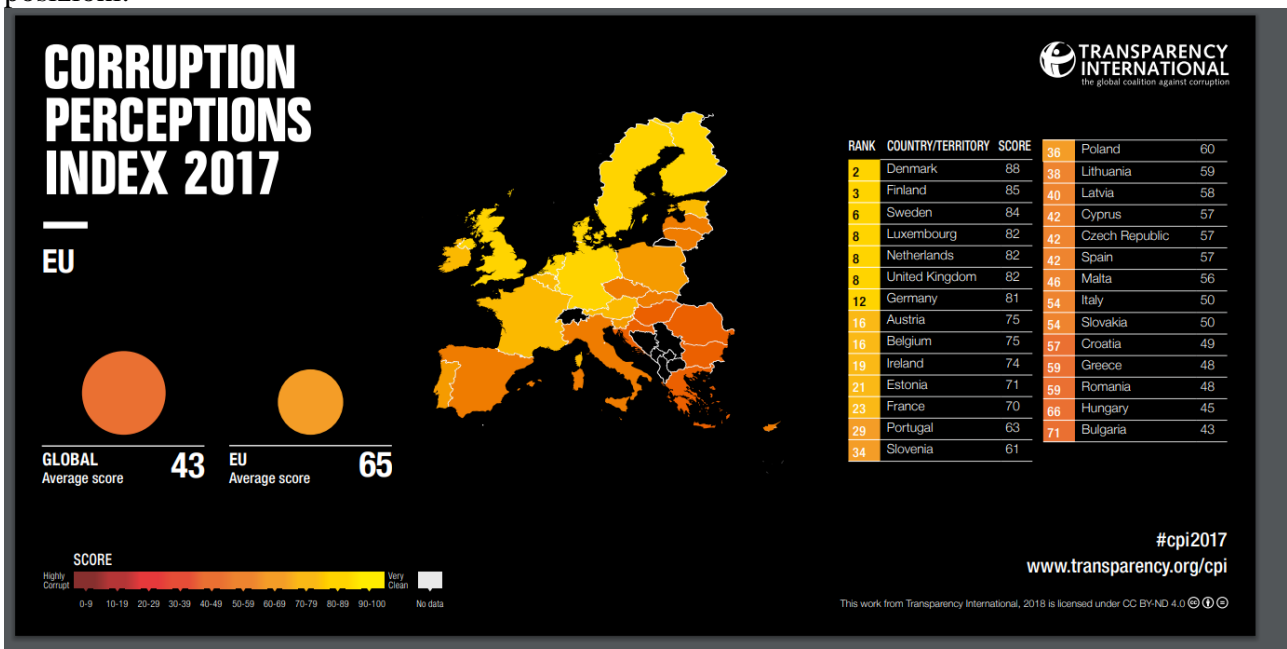 posizioni.
CORRUPTION
PERCEPTIONS
INDEX 2017
EU
TRANSPARENCY
INTERNATIONAL
the global coalition against corruption
GLOBAL
Average score
43
EU
Average score
65
RANK COUNTRY/TERRITORY SCORE
2 Denmark 88
3 Finland 85
6 Sweden 84
8 Luxembourg 82
8 Netherlands 82
8 United Kingdom 82
12 Germany 81
16 Austria 75
16 Belgium 75
19 Ireland 74
21 Estonia 71
23 France 70
29 Portugal 63
34 Slovenia 61
36 Poland 60
38 Lithuania 59
40 Latvia 58
42 Cyprus 57
42 Czech Republic 57
42 Spain 57
46 Malta 56
54 Italy 50
54 Slovakia 50
57 Croatia 49
59 Greece 48
59 Romania 48
66 Hungary 45
71 Bulgaria 43
SCORE
Highly
Corrupt
Very
Clean
0-9 10-19 20-29 30-39 40-49 50-59 60-69 70-79 80-89 90-100 No data
#cpi2017
www.transparency.org/cpi
This work from Transparency International, 2018 is licensed under CC BY-ND 4.0